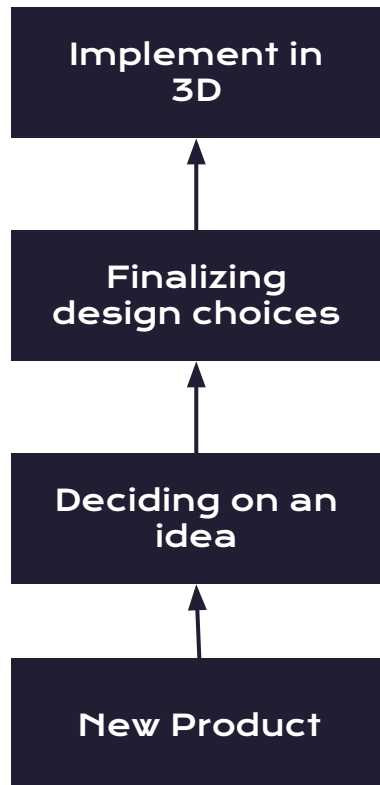 Implement in
3D
Finalizing
design choices
Deciding on an
idea
New Product